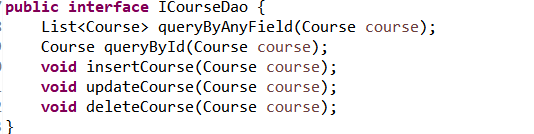 public interface ICourseDao {
List<Course> queryByAnyField(Course course);
Course queryById(Course course);
void insertCourse(Course course);
void updateCourse(Course course);
void deleteCourse(Course course);
}